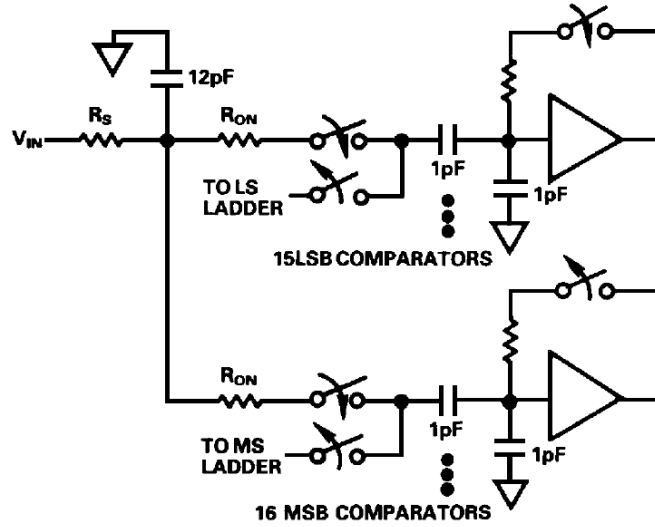 12pF
RS
RON
VIN
1pF
TO LS
LADDER
1pF
15LSB COMPARATORS
RON
1pF
TO MS
LADDER
1pF
16 MSB COMPARATORS